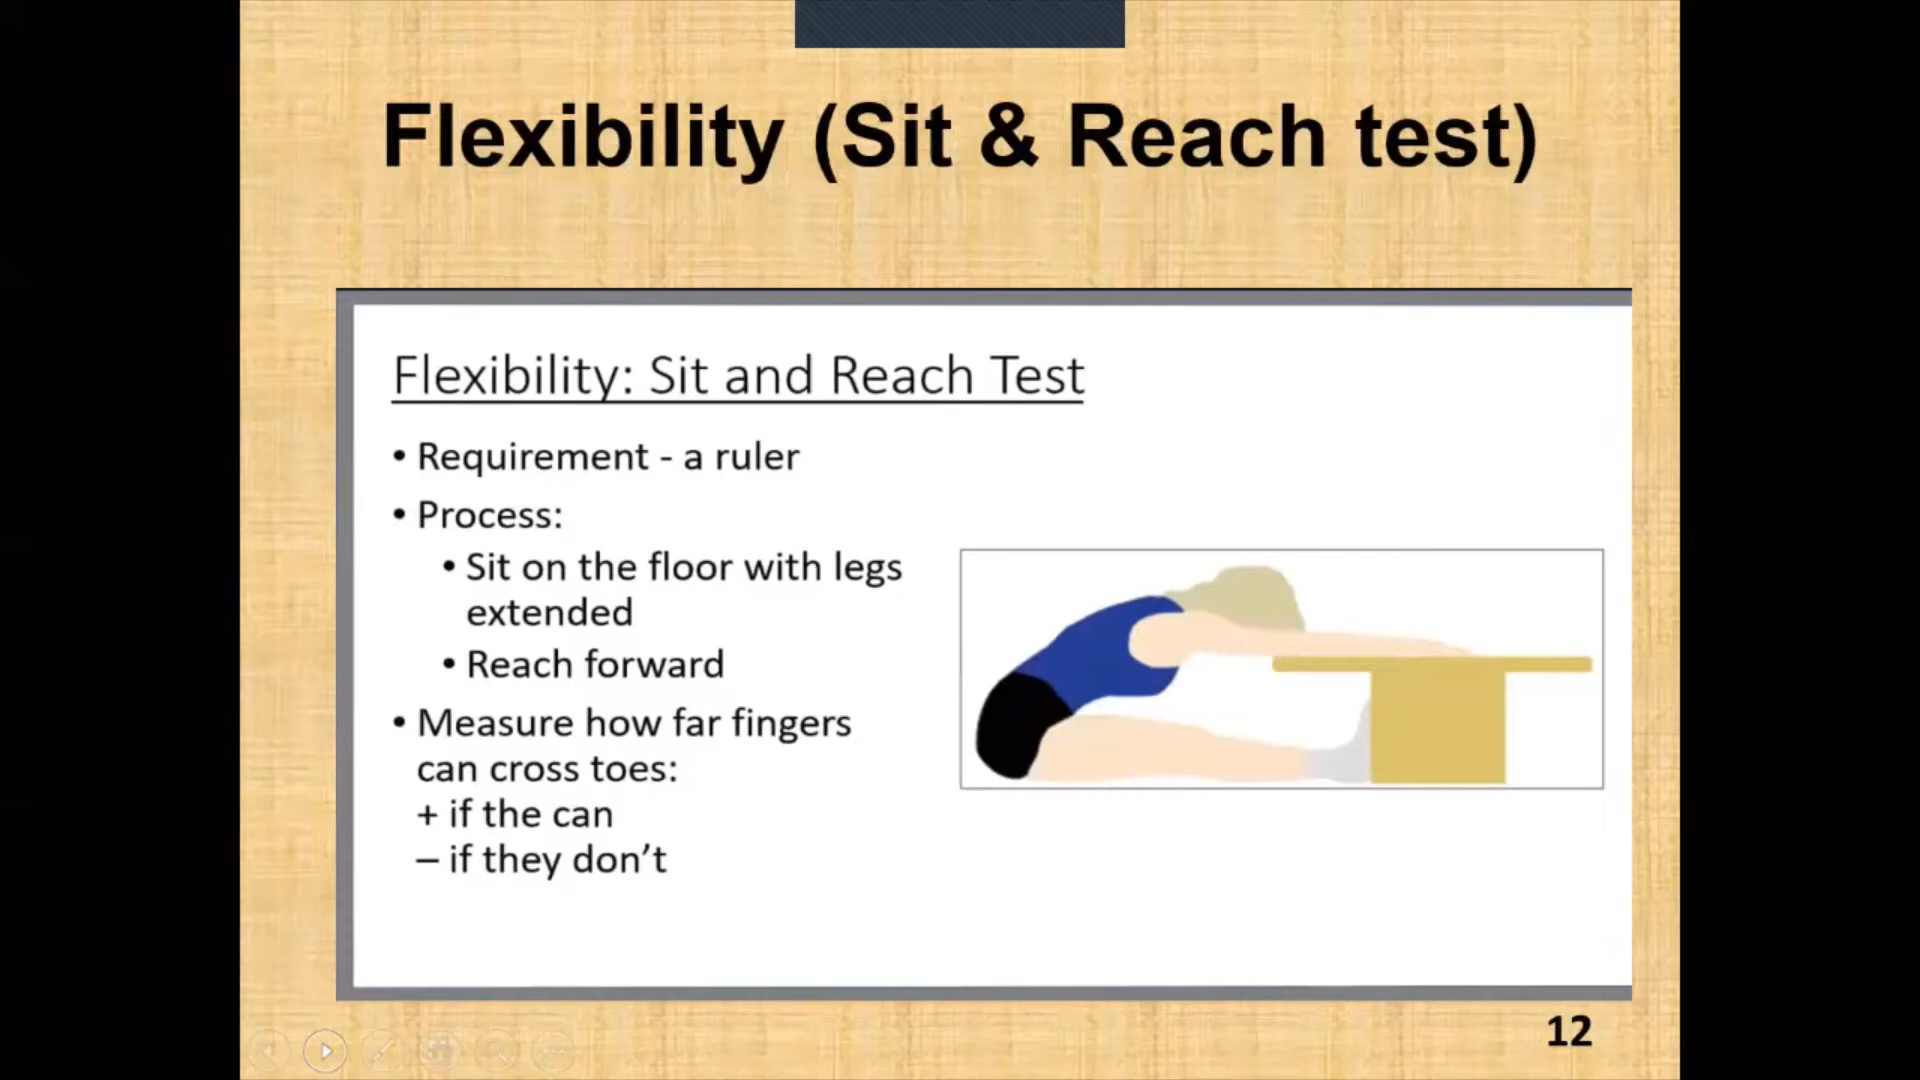 Flexibility (Sit & Reach test)
Flexibility: Sit and Reach Test
• Requirement - a ruler
• Process:
• Sit on the floor with legs
extended
• Reach forward
• Measure how far fingers
can cross toes:
+ if the can
– if they don’t
12